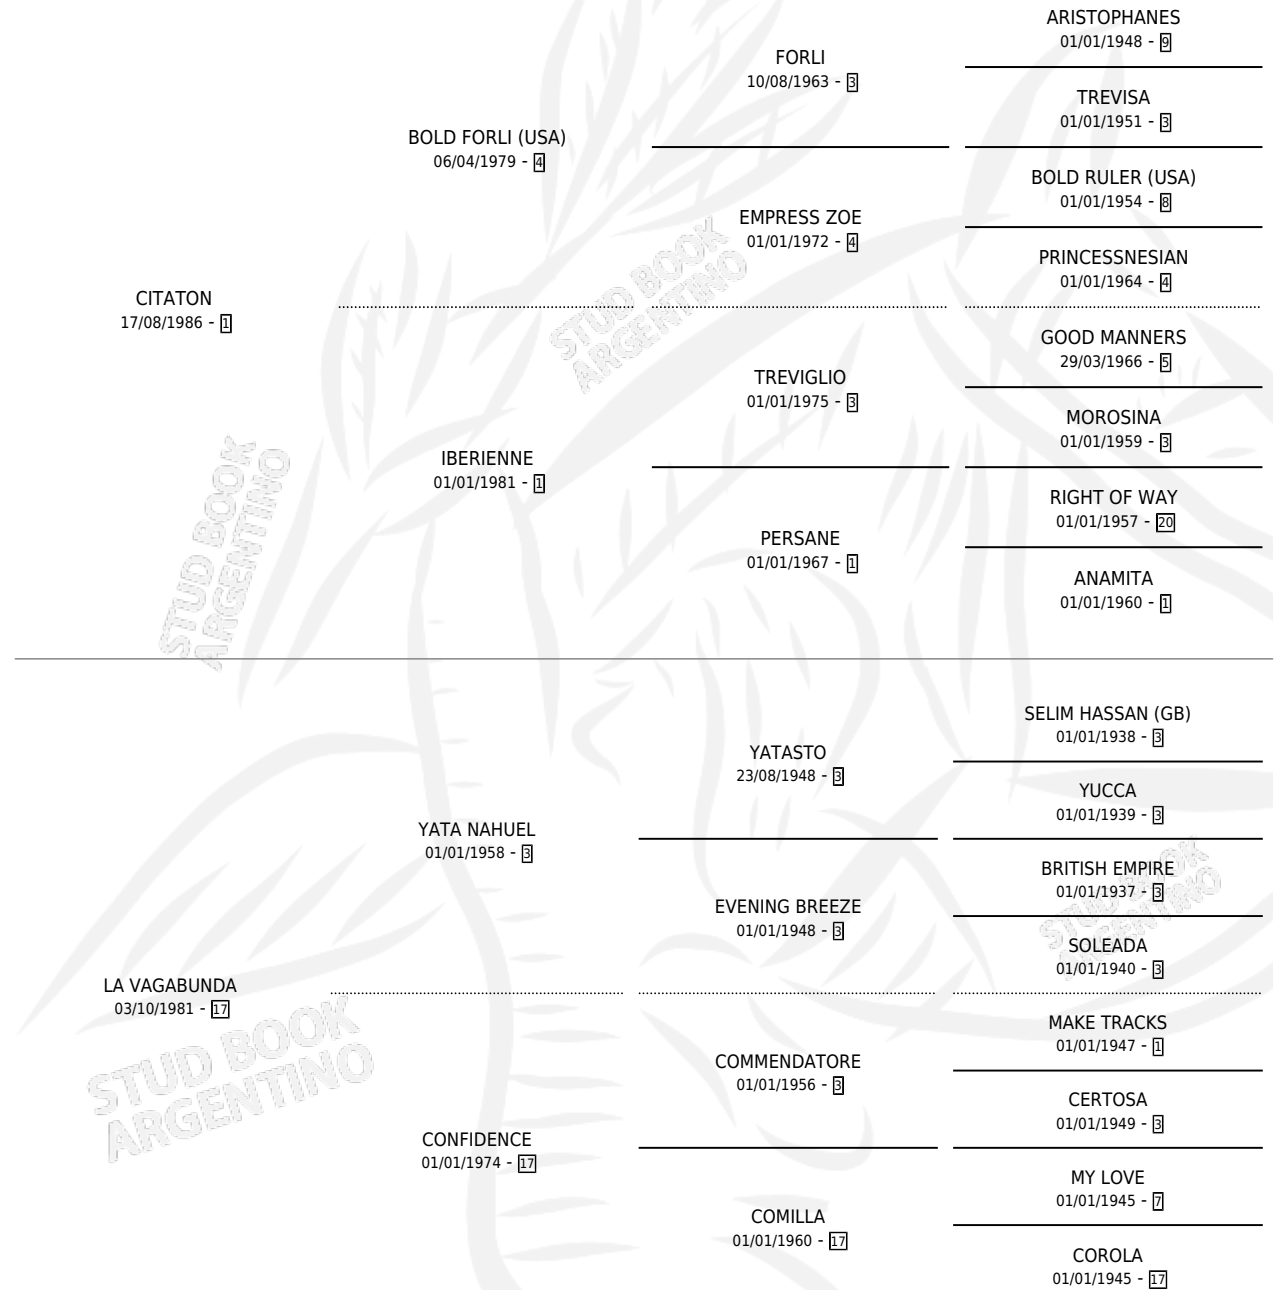 ARISTOPHANES
01/01/1948 - 9
FORLI
10/08/1963 - 3
TREVISA
01/01/1951 - 3
BOLD FORLI (USA)
06/04/1979 - 4
BOLD RULER (USA)
01/01/1954 - 8
EMPRESS ZOE
01/01/1972 - 4
PRINCESSNESIAN
01/01/1964 - 4
CITATON
17/08/1986 - 1
GOOD MANNERS
29/03/1966 - 5
TREVIGLIO
01/01/1975 - 3
MOROSINA
01/01/1959 - 3
IBERIENNE
01/01/1981 - 1
RIGHT OF WAY
01/01/1957 - 20
PERSANE
01/01/1967 - 1
ANAMITA
01/01/1960 - 1
SELIM HASSAN (GB)
01/01/1938 - 3
YATASTO
23/08/1948 - 3
YUCCA
01/01/1939 - 3
YATA NAHUEL
01/01/1958 - 3
BRITISH EMPIRE
01/01/1937 - 3
EVENING BREEZE
01/01/1948 - 3
SOLEADA
01/01/1940 - 3
LA VAGABUNDA
03/10/1981 - 17
MAKE TRACKS
01/01/1947 - 1
COMMENDATORE
01/01/1956 - 3
CERTOSA
01/01/1949 - 3
CONFIDENCE
01/01/1974 - 17
MY LOVE
01/01/1945 - 7
COMILLA
01/01/1960 - 17
COROLA
01/01/1945 - 17
STUD BOOK
ARGENTINO
STUD BOOK
ARGENTINO
STUD BOOK
ARGENTINO
STUD BOOK
ARGENTINO